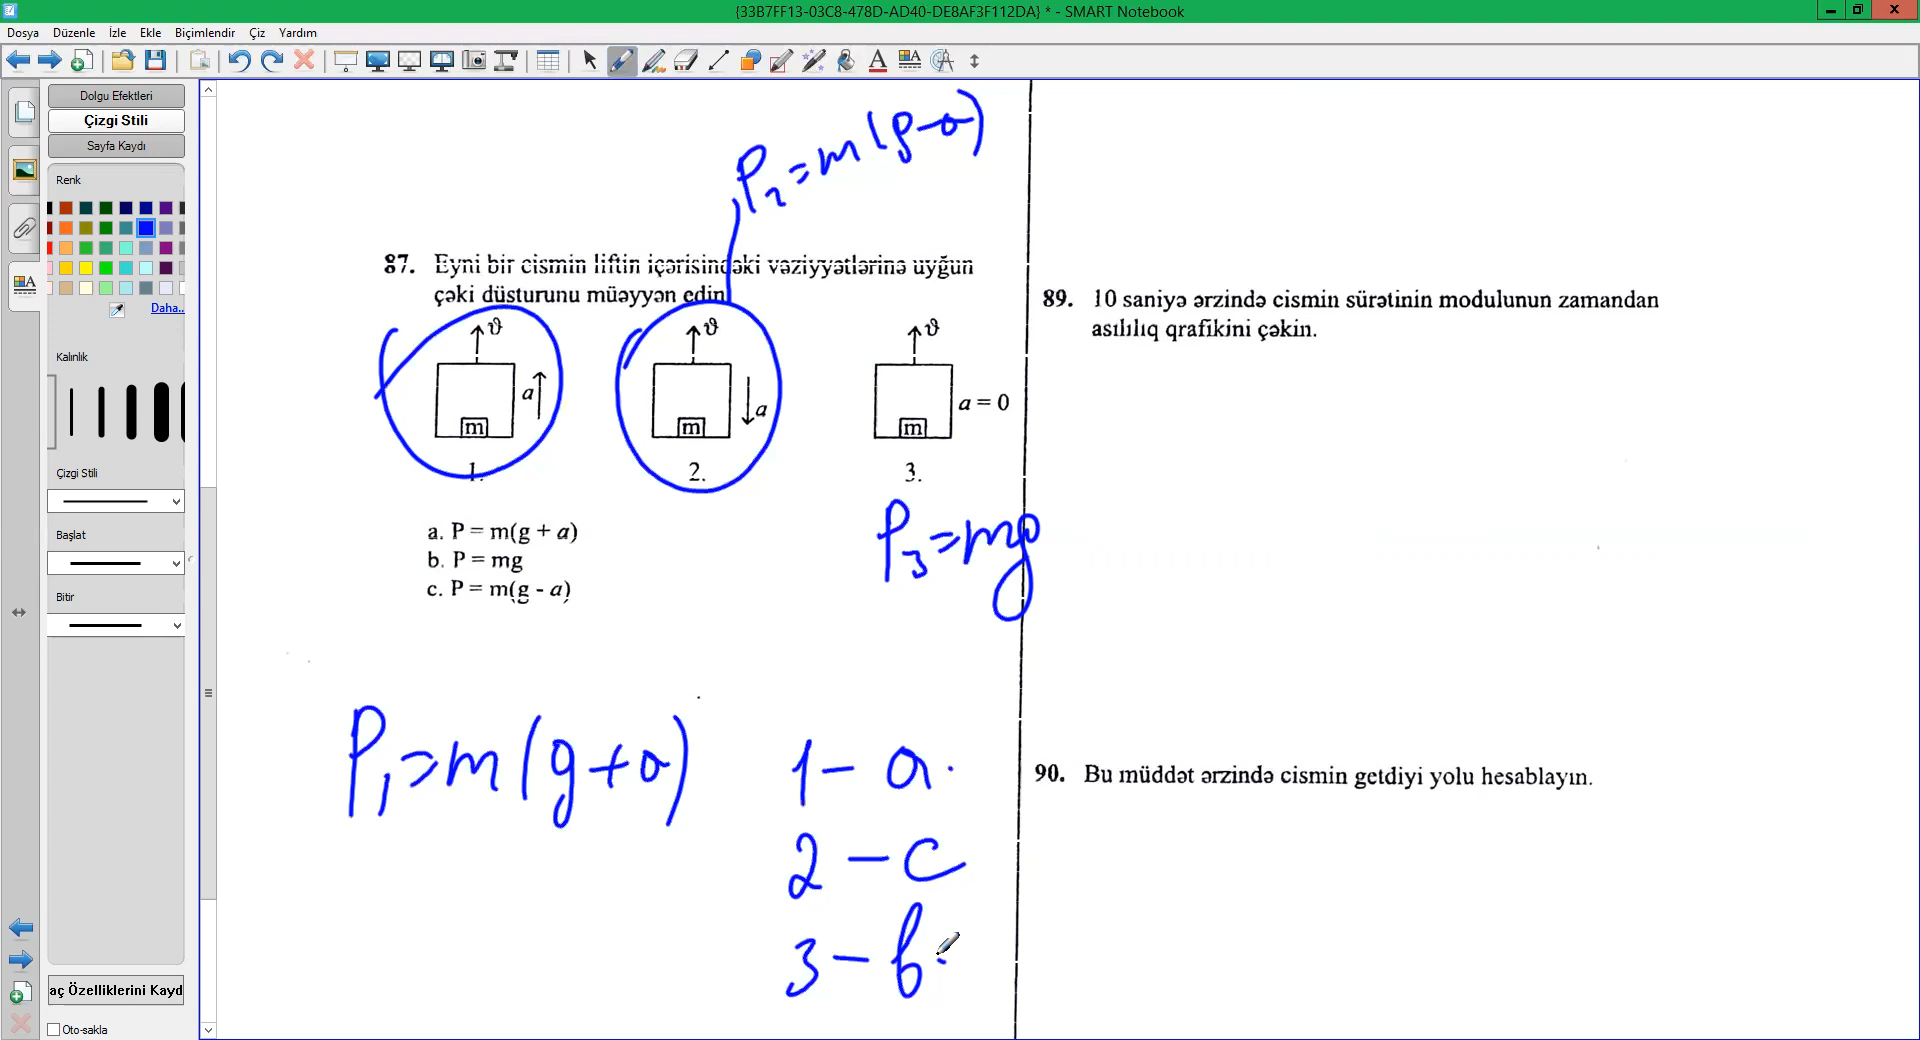 {33B7FF13-03C8-478D-AD40-DE8AF3F112DA} * - SMART Notebook
Dosya Düzenle İzle Ekle Biçimlendir Çiz Yardım
Dolgu Efektleri
Çizgi Stili
Sayfa Kaydı
Renk
Daha..
Kalınlık
Çizgi Stili
Başlat
Bitir
aç Özelliklerini Kayd
Oto-sakla
P2=m(g-a)
87. Eyni bir cismin liftin içərisindəki vəziyyətlərinə uyğun
çəki düsturunu müəyyən edin
ϑ ϑ ϑ
a a a = 0
m m m
1. 2. 3.
a. P = m(g + a)
b. P = mg
c. P = m(g - a)
P3=mg
P1=m(g+a)
1-a.
2-c
3-b.
89. 10 saniyə ərzində cismin sürətinin modulunun zamandan
asılılıq qrafikini çəkin.
90. Bu müddət ərzində cismin getdiyi yolu hesablayın.